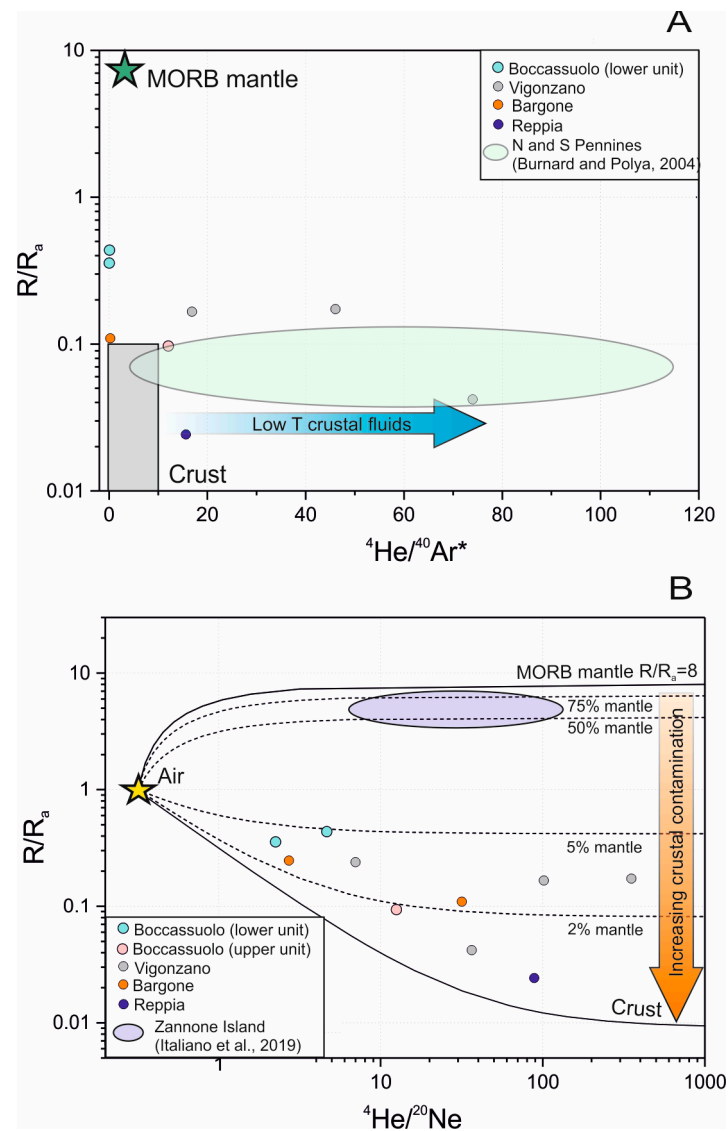 A
10
MORB mantle
Boccassuolo (lower unit)
Vigonzano
Bargone
Reppia
N and S Pennines
(Burnard and Polya, 2004)
1
R/Rₐ
0.1
Low T crustal fluids
Crust
0.01
0
20
40
60
80
100
120
⁴He/⁴⁰Ar*
B
MORB mantle R/Rₐ=8
10
75% mantle
50% mantle
Air
1
R/Rₐ
5% mantle
Increasing crustal contamination
0.1
2% mantle
Boccassuolo (lower unit)
Boccassuolo (upper unit)
Vigonzano
Bargone
Reppia
Zannone Island
(Italiano et al., 2019)
Crust
0.01
1
10
100
1000
⁴He/²⁰Ne